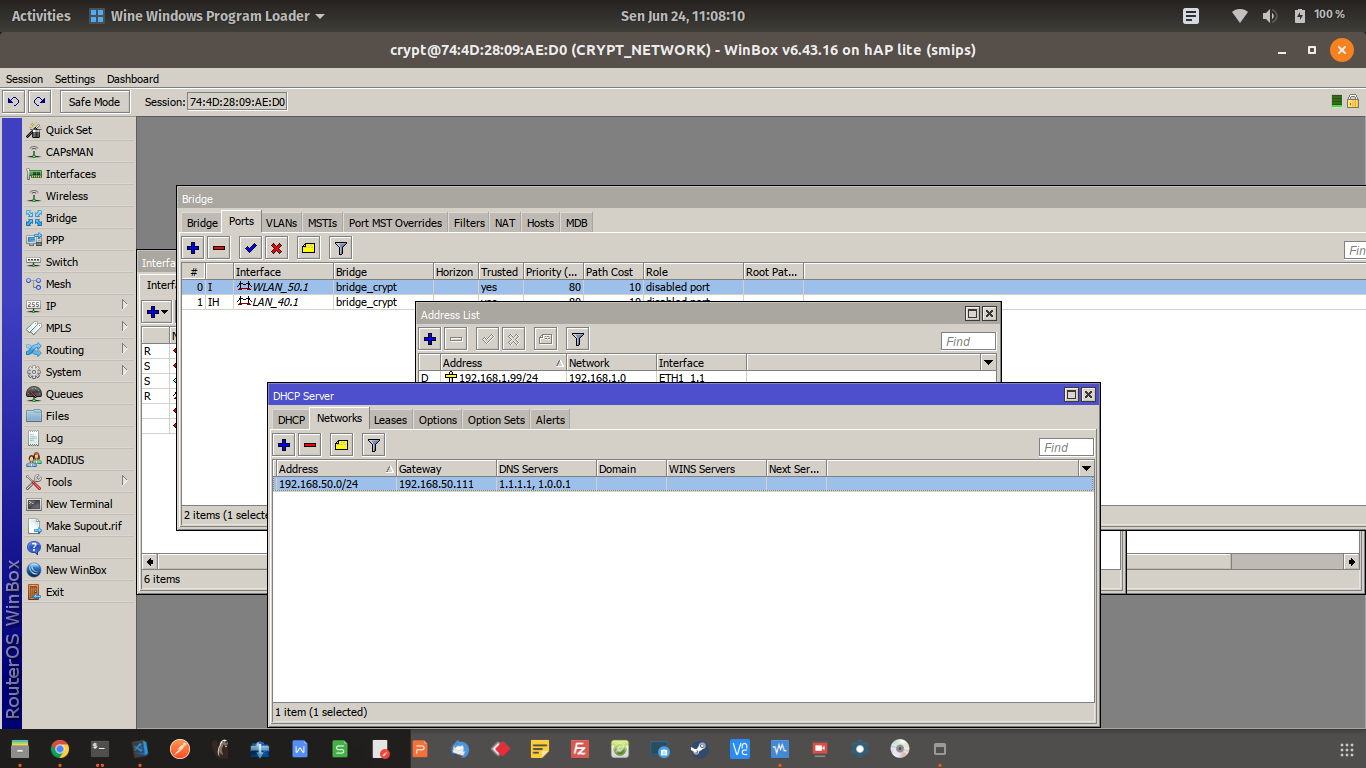 Activities Wine Windows Program Loader Sen Jun 24, 11:08:10 100 %
crypt@74:4D:28:09:AE:D0 (CRYPT_NETWORK) - WinBox v6.43.16 on hAP lite (smips)
Session Settings Dashboard
Safe Mode Session: 74:4D:28:09:AE:D0
Quick Set
CAPsMAN
Interfaces
Wireless
Bridge
PPP
Switch
Mesh
IP
MPLS
Routing
System
Queues
Files
Log
RADIUS
Tools
New Terminal
Make Supout.rif
Manual
New WinBox
Exit
RouterOS WinBox
Interfa
Interf
R
S
S
R
6 items
Bridge
Bridge Ports VLANs MSTIs Port MST Overrides Filters NAT Hosts MDB
Fin
# Interface Bridge Horizon Trusted Priority (... Path Cost Role Root Pat...
0 I WLAN_50.1 bridge_crypt yes 80 10 disabled port
1 IH LAN_40.1 bridge_crypt yes 80 10 disabled port
2 items (1 selecte
Address List
Find
Address Network Interface
D 192.168.1.99/24 192.168.1.0 ETH1_1.1
DHCP Server
DHCP Networks Leases Options Option Sets Alerts
Find
Address Gateway DNS Servers Domain WINS Servers Next Ser...
192.168.50.0/24 192.168.50.111 1.1.1.1, 1.0.0.1
1 item (1 selected)